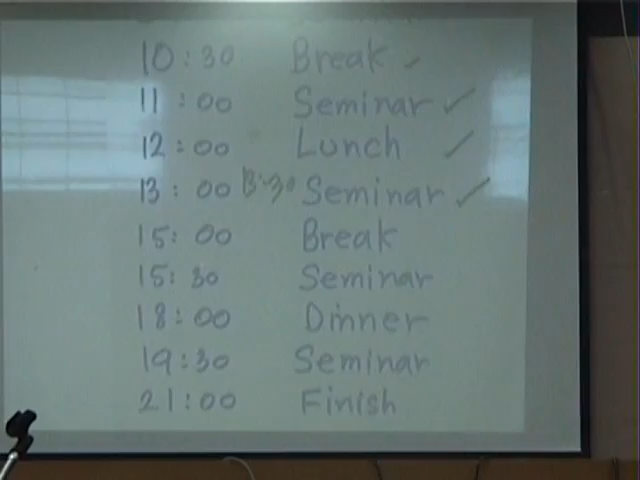 10:30 Break ✓
11:00 Seminar ✓
12:00 Lunch ✓
13:00 13:30 Seminar ✓
15:00 Break
15:30 Seminar
18:00 Dinner
19:30 Seminar
21:00 Finish